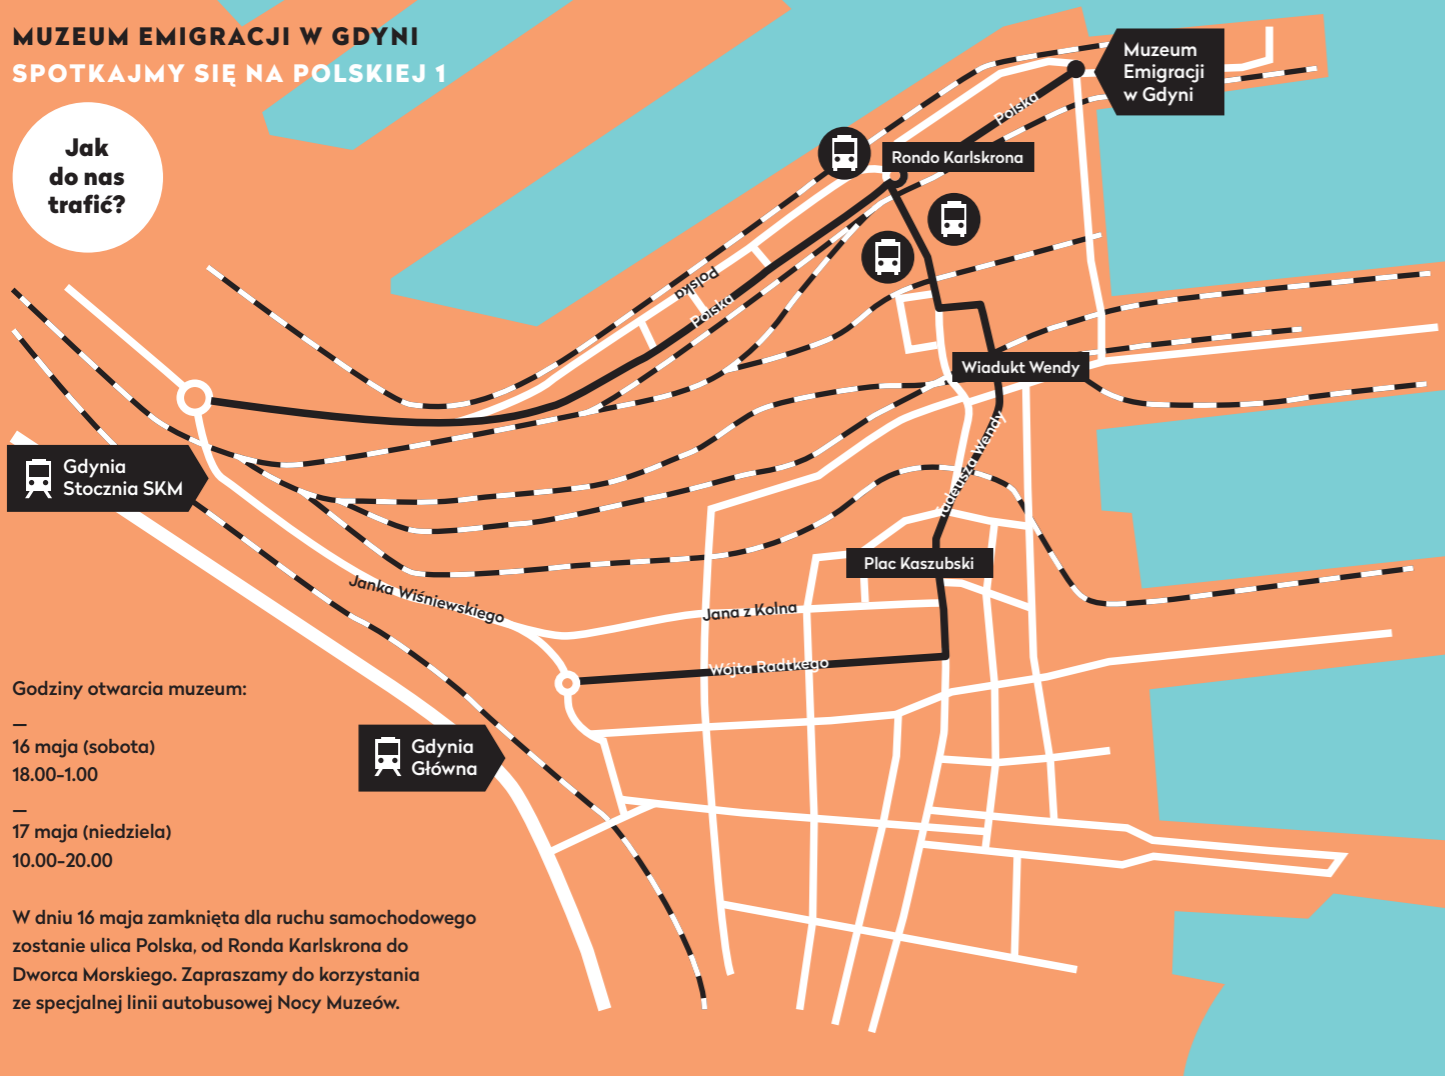 MUZEUM EMIGRACJI W GDYNI
SPOTKAJMY SIĘ NA POLSKIEJ 1
Jak
do nas
trafić?
Muzeum
Emigracji
w Gdyni
Polska
Rondo Karlskrona
Polska
Polska
Wiadukt Wendy
Tadeusza Wendy
Gdynia
Stocznia SKM
Plac Kaszubski
Janka Wiśniewskiego
Jana z Kolna
Wójta Radtkego
Gdynia
Główna
Godziny otwarcia muzeum:
—
16 maja (sobota)
18.00-1.00
—
17 maja (niedziela)
10.00-20.00
W dniu 16 maja zamknięta dla ruchu samochodowego
zostanie ulica Polska, od Ronda Karlskrona do
Dworca Morskiego. Zapraszamy do korzystania
ze specjalnej linii autobusowej Nocy Muzeów.